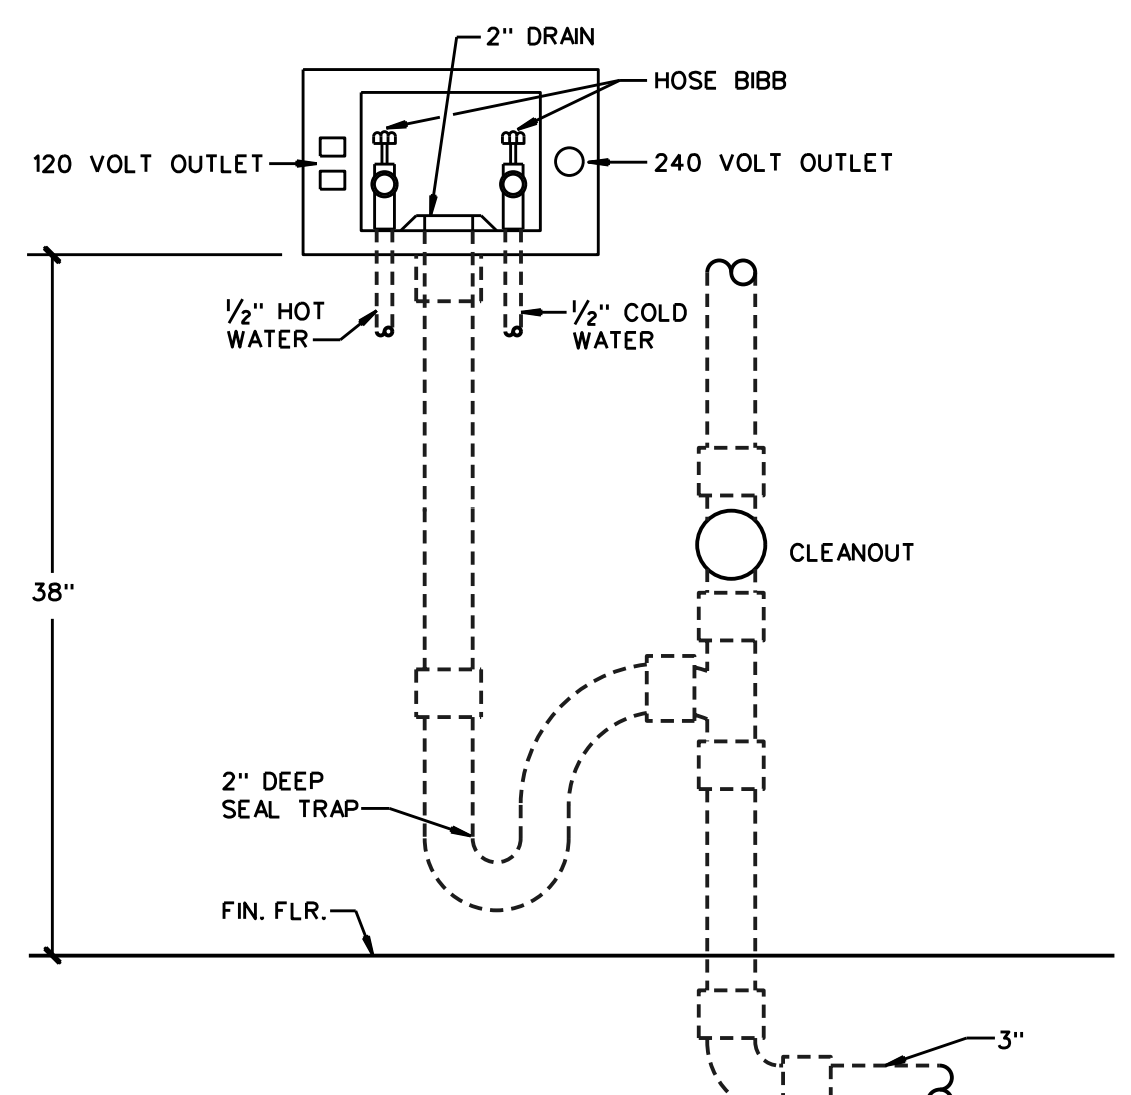 2" DRAIN
HOSE BIBB
120 VOLT OUTLET
240 VOLT OUTLET
½" HOT
WATER
½" COLD
WATER
CLEANOUT
38"
2" DEEP
SEAL TRAP
FIN. FLR.
3"